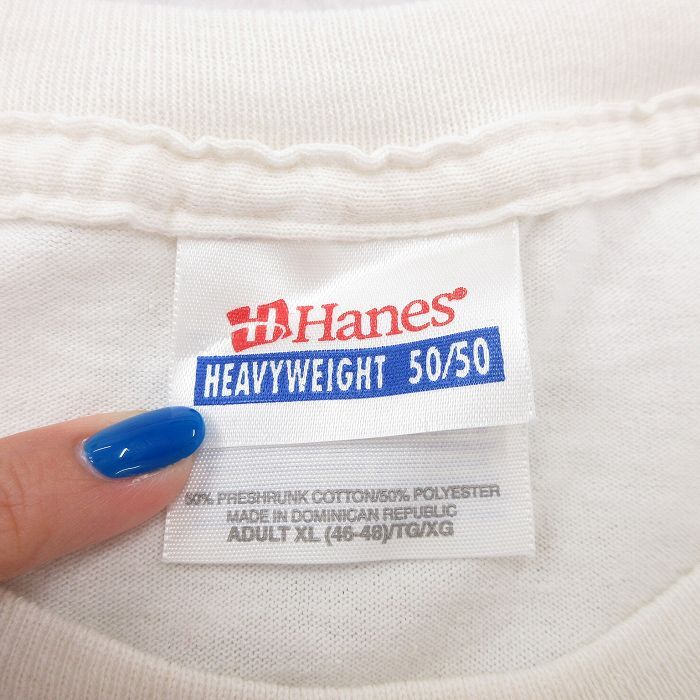 H Hanes
HEAVYWEIGHT 50/50
50% PRESHRUNK COTTON/50% POLYESTER
MADE IN DOMINICAN REPUBLIC
ADULT XL (46-48)/TG/XG